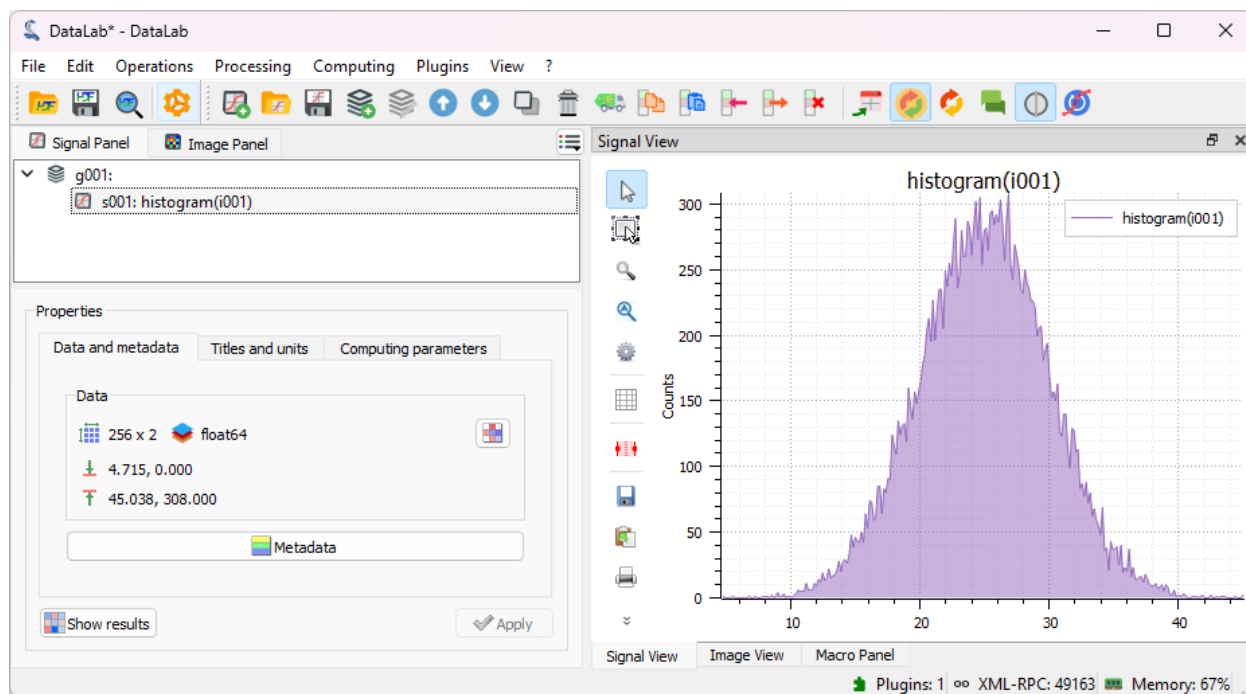 DataLab* - DataLab
File Edit Operations Processing Computing Plugins View ?
Signal Panel Image Panel
g001:
s001: histogram(i001)
Properties
Data and metadata Titles and units Computing parameters
Data
256 x 2 float64
4.715, 0.000
45.038, 308.000
Metadata
Show results Apply
Signal View
histogram(i001)
histogram(i001)
Counts
300
250
200
150
100
50
0
10 20 30 40
Signal View Image View Macro Panel
Plugins: 1 XML-RPC: 49163 Memory: 67%